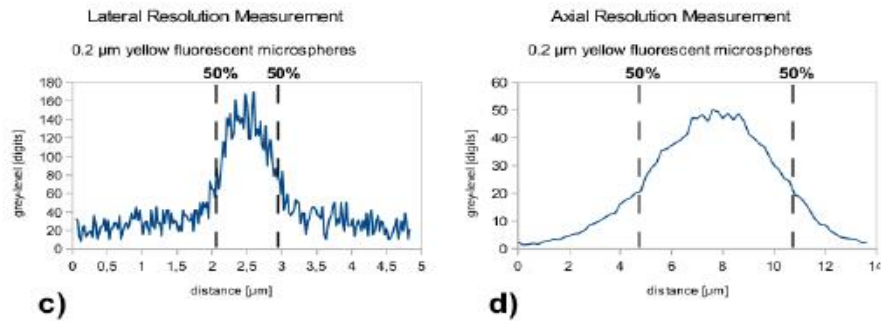 Lateral Resolution Measurement
0.2 µm yellow fluorescent microspheres
50% 50%
180
160
140
120
100
80
60
40
20
0
grey-level [digits]
0 0,5 1 1,5 2 2,5 3 3,5 4 4,5 5
distance [µm]
c)
Axial Resolution Measurement
0.2 µm yellow fluorescent microspheres
50% 50%
60
50
40
30
20
10
0
grey-level [digits]
0 2 4 6 8 10 12 14
distance [µm]
d)